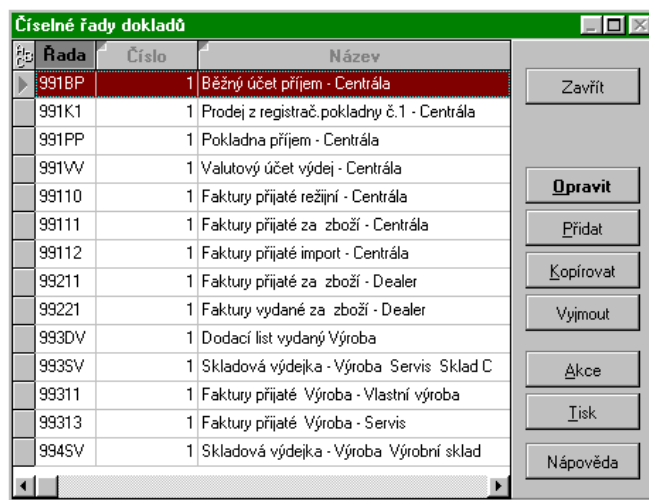 Číselné řady dokladů
Řada Číslo Název
991BP 1 Běžný účet příjem - Centrála
991K1 1 Prodej z registrač.pokladny č.1 - Centrála
991PP 1 Pokladna příjem - Centrála
991VV 1 Valutový účet výdej - Centrála
99110 1 Faktury přijaté režijní - Centrála
99111 1 Faktury přijaté za zboží - Centrála
99112 1 Faktury přijaté import - Centrála
99211 1 Faktury přijaté za zboží - Dealer
99221 1 Faktury vydané za zboží - Dealer
993DV 1 Dodací list vydaný Výroba
993SV 1 Skladová výdejka - Výroba Servis Sklad C
99311 1 Faktury přijaté Výroba - Vlastní výroba
99313 1 Faktury přijaté Výroba - Servis
994SV 1 Skladová výdejka - Výroba Výrobní sklad
Zavřít
Opravit
Přidat
Kopírovat
Vyjmout
Akce
Tisk
Nápověda